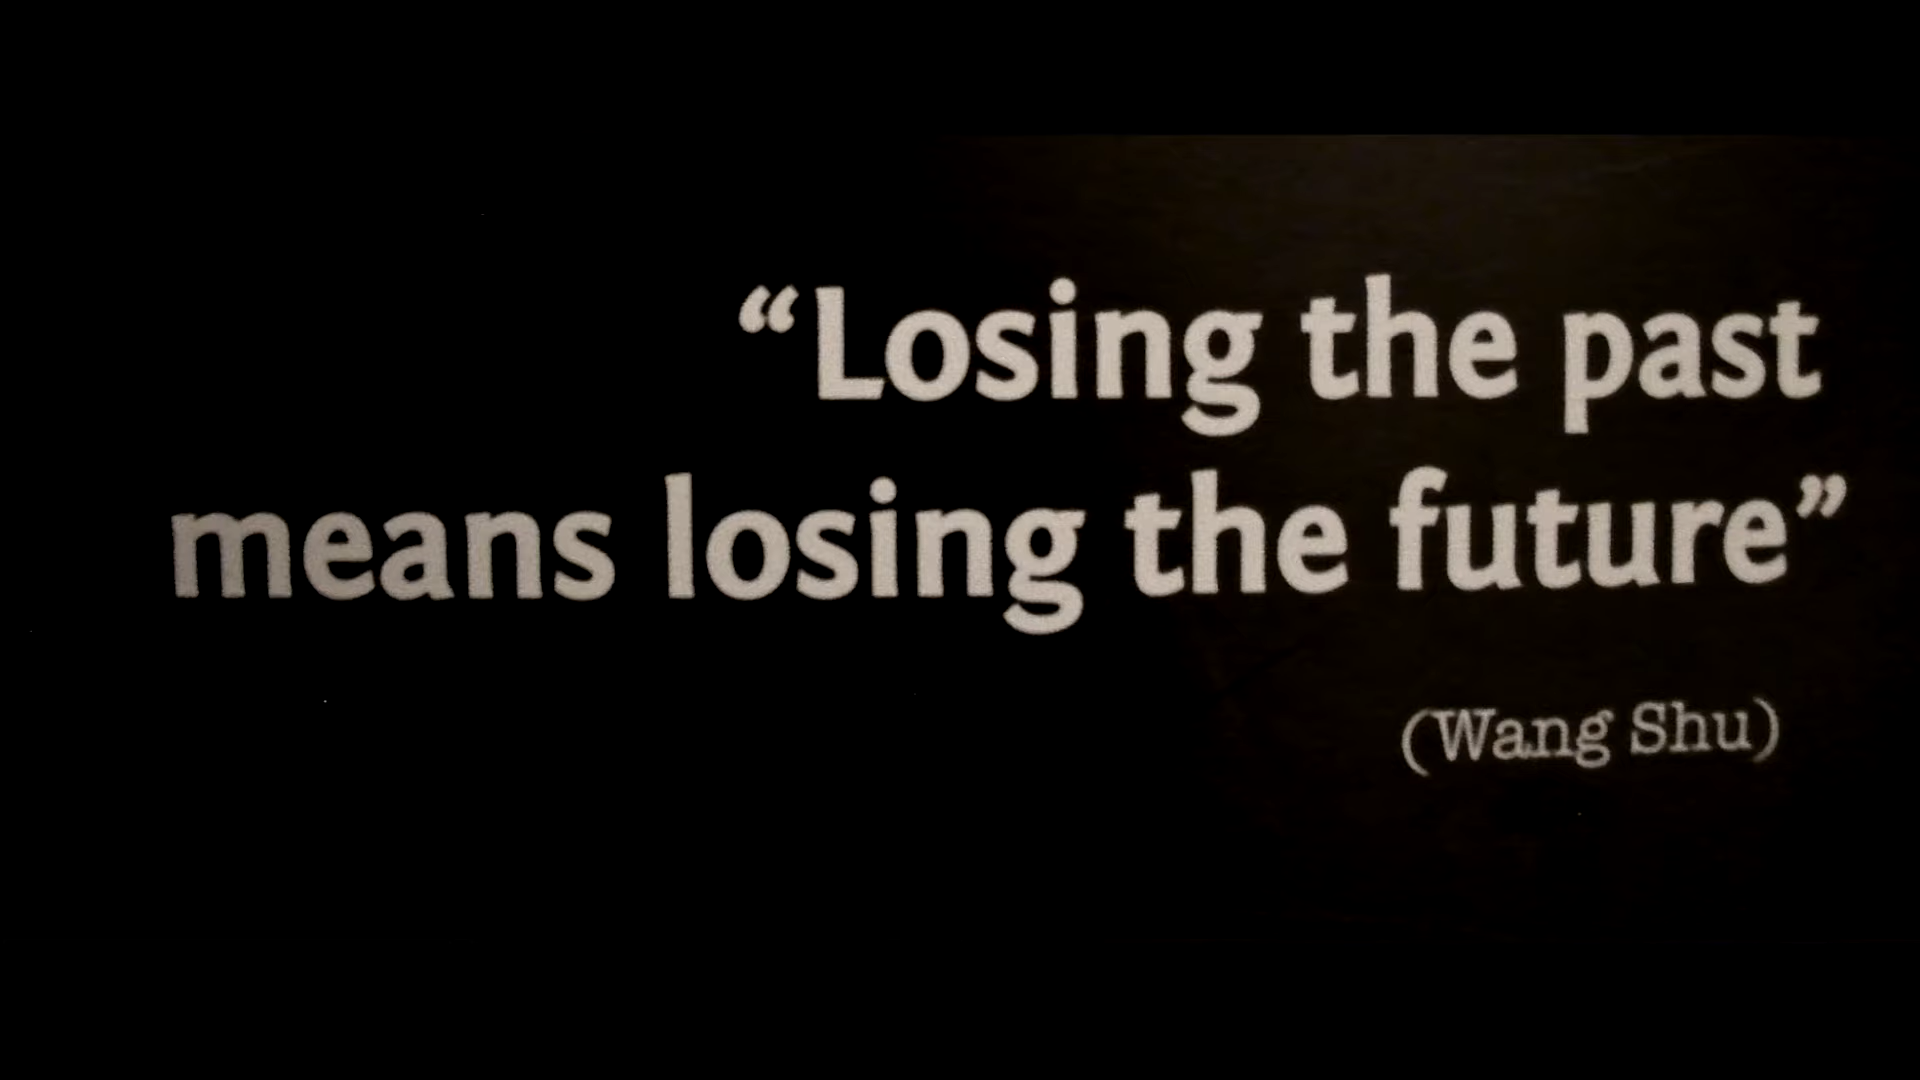 “Losing the past
means losing the future”
(Wang Shu)